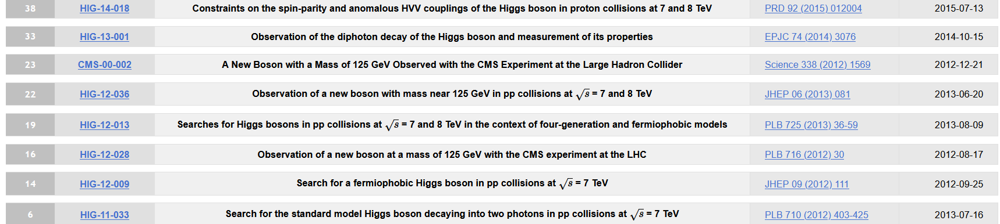 38 HIG-14-018 Constraints on the spin-parity and anomalous HVV couplings of the Higgs boson in proton collisions at 7 and 8 TeV PRD 92 (2015) 012004 2015-07-13
33 HIG-13-001 Observation of the diphoton decay of the Higgs boson and measurement of its properties EPJC 74 (2014) 3076 2014-10-15
23 CMS-00-002 A New Boson with a Mass of 125 GeV Observed with the CMS Experiment at the Large Hadron Collider Science 338 (2012) 1569 2012-12-21
22 HIG-12-036 Observation of a new boson with mass near 125 GeV in pp collisions at √s = 7 and 8 TeV JHEP 06 (2013) 081 2013-06-20
19 HIG-12-013 Searches for Higgs bosons in pp collisions at √s = 7 and 8 TeV in the context of four-generation and fermiophobic models PLB 725 (2013) 36-59 2013-08-09
16 HIG-12-028 Observation of a new boson at a mass of 125 GeV with the CMS experiment at the LHC PLB 716 (2012) 30 2012-08-17
14 HIG-12-009 Search for a fermiophobic Higgs boson in pp collisions at √s = 7 TeV JHEP 09 (2012) 111 2012-09-25
6 HIG-11-033 Search for the standard model Higgs boson decaying into two photons in pp collisions at √s = 7 TeV PLB 710 (2012) 403-425 2013-07-16